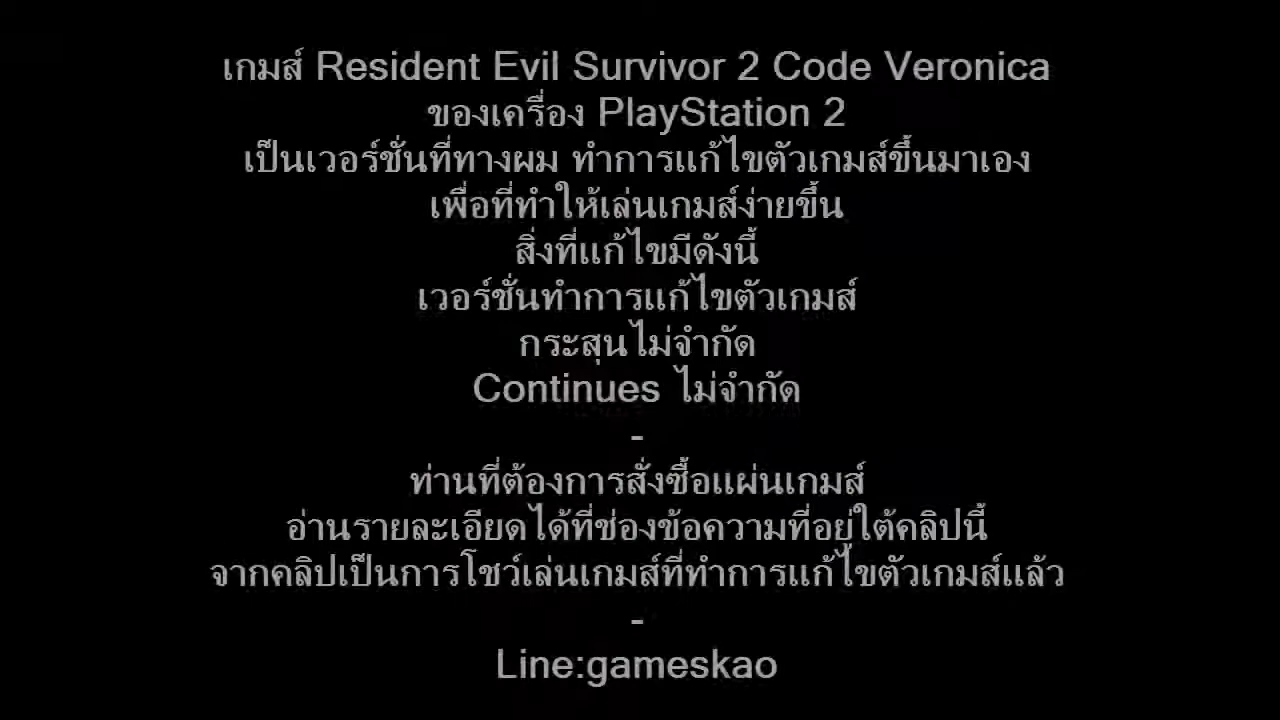 เกมส์ Resident Evil Survivor 2 Code Veronica
ของเครื่อง PlayStation 2
เป็นเวอร์ชั่นที่ทางผม ทำการแก้ไขตัวเกมส์ขึ้นมาเอง
เพื่อที่ทำให้เล่นเกมส์ง่ายขึ้น
สิ่งที่แก้ไขมีดังนี้
เวอร์ชั่นทำการแก้ไขตัวเกมส์
กระสุนไม่จำกัด
Continues ไม่จำกัด
-
ท่านที่ต้องการสั่งซื้อแผ่นเกมส์
อ่านรายละเอียดได้ที่ช่องข้อความที่อยู่ใต้คลิปนี้
จากคลิปเป็นการโชว์เล่นเกมส์ที่ทำการแก้ไขตัวเกมส์แล้ว
-
Line:gameskao